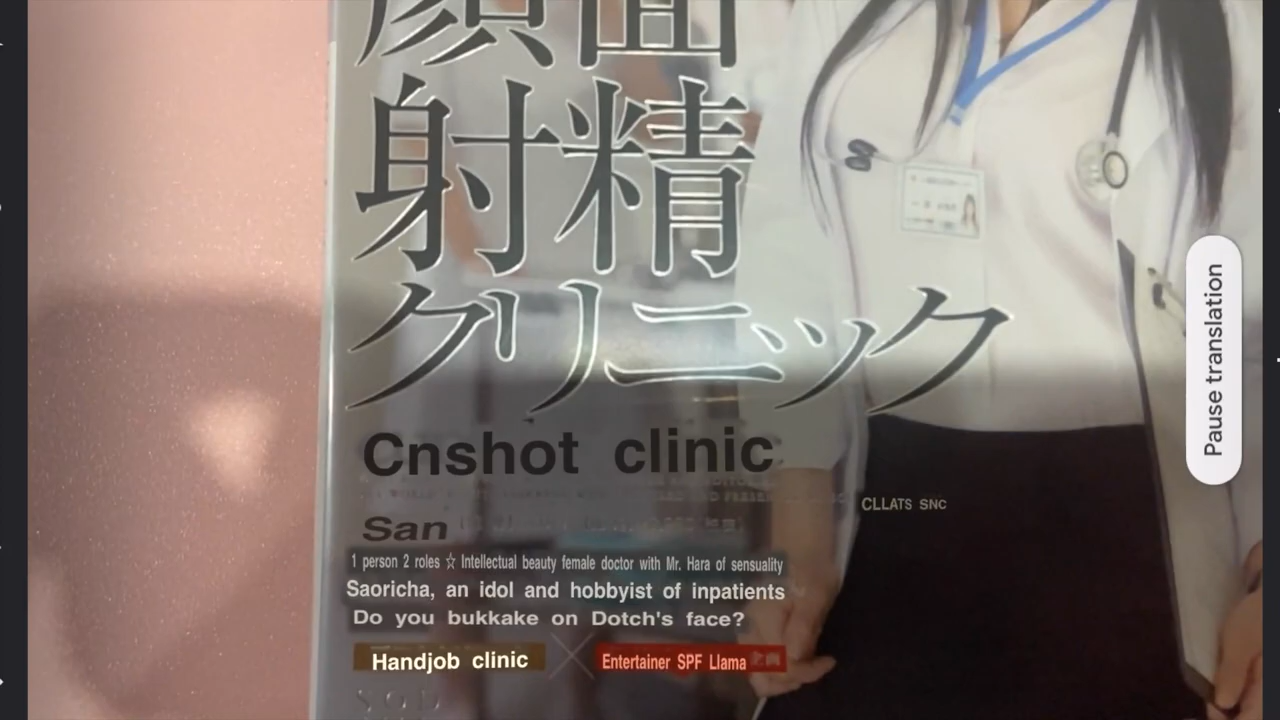 顔面
射精
クリニック
Cnshot clinic
CLLATS SNC
San
1 person 2 roles ☆ Intellectual beauty female doctor with Mr. Hara of sensuality
Saoricha, an idol and hobbyist of inpatients
Do you bukkake on Dotch's face?
Handjob clinic
Entertainer SPF Llama 企画
Pause translation